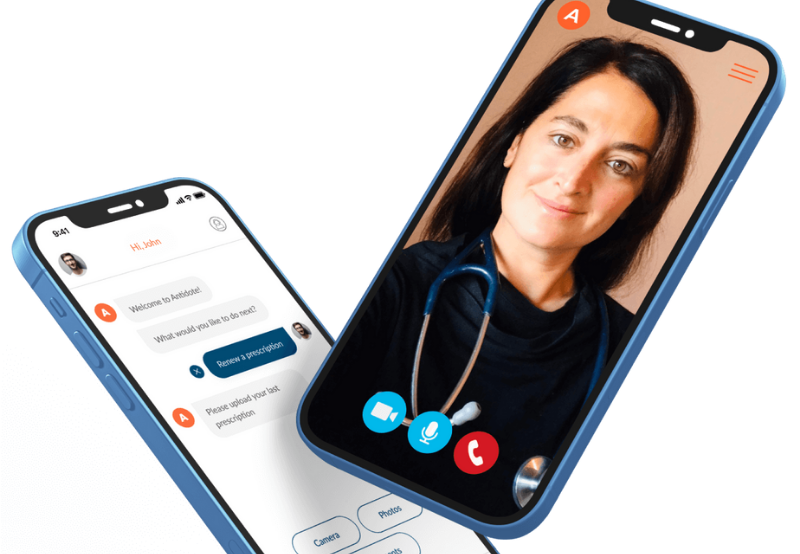 A
9:41
Hi, John
A
Welcome to Antidote!
What would you like to do next?
Renew a prescription
X
A
Please upload your last
prescription
Camera
Photos